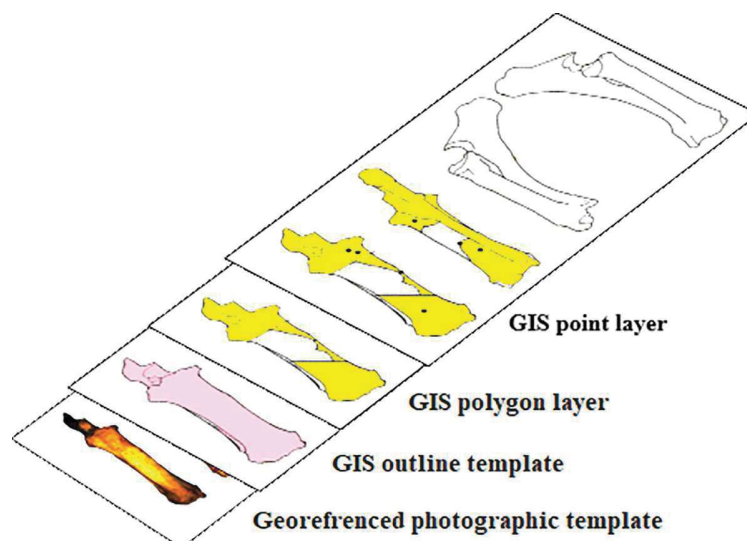 GIS point layer
GIS polygon layer
GIS outline template
Georefrenced photographic template